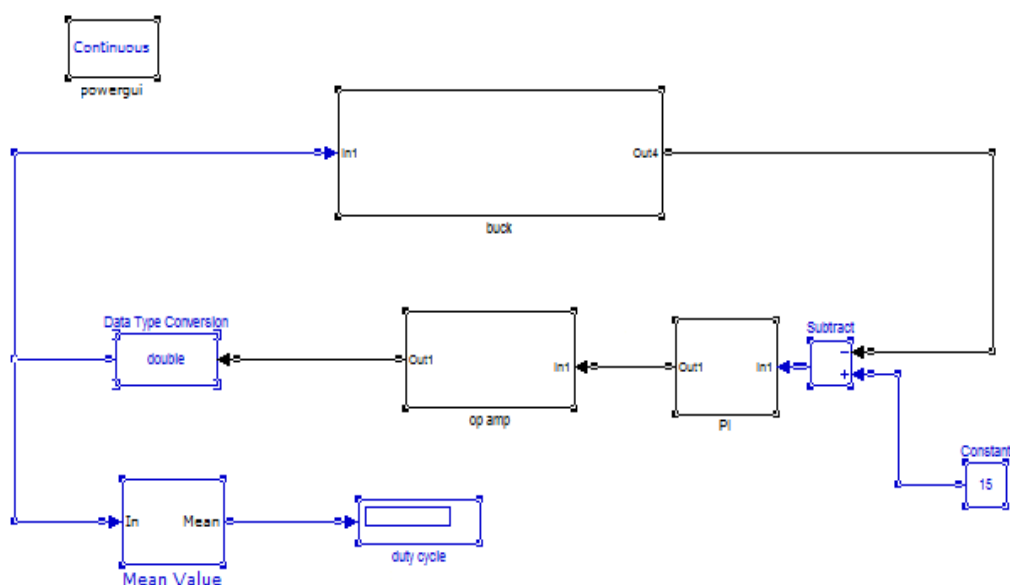 Continuous
powergui
In1
Out4
buck
Data Type Conversion
double
Out1
In1
op amp
Out1
In1
PI
Subtract
−
+
Constant
15
In
Mean
Mean Value
duty cycle